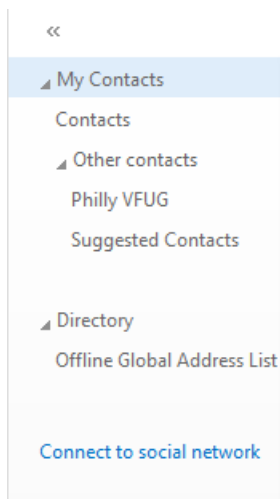 «
My Contacts
Contacts
Other contacts
Philly VFUG
Suggested Contacts
Directory
Offline Global Address List
Connect to social network